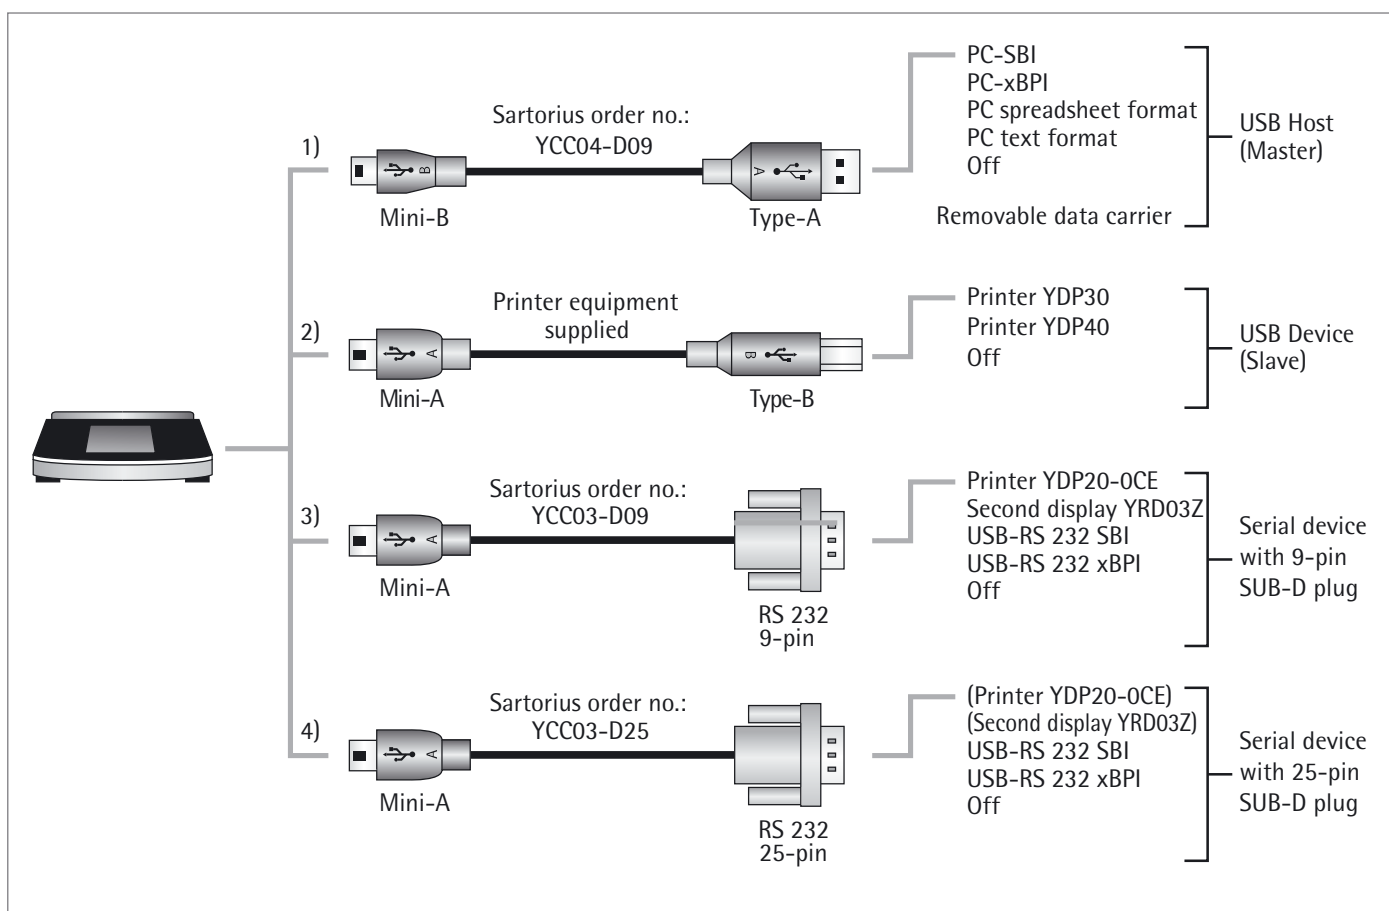 1)
Sartorius order no.:
YCC04-D09
B
A
Mini-B
Type-A
PC-SBI
PC-xBPI
PC spreadsheet format
PC text format
Off
Removable data carrier
USB Host
(Master)
2)
Printer equipment
supplied
A
B
Mini-A
Type-B
Printer YDP30
Printer YDP40
Off
USB Device
(Slave)
3)
Sartorius order no.:
YCC03-D09
A
Mini-A
RS 232
9-pin
Printer YDP20-0CE
Second display YRD03Z
USB-RS 232 SBI
USB-RS 232 xBPI
Off
Serial device
with 9-pin
SUB-D plug
4)
Sartorius order no.:
YCC03-D25
A
Mini-A
RS 232
25-pin
(Printer YDP20-0CE)
(Second display YRD03Z)
USB-RS 232 SBI
USB-RS 232 xBPI
Off
Serial device
with 25-pin
SUB-D plug